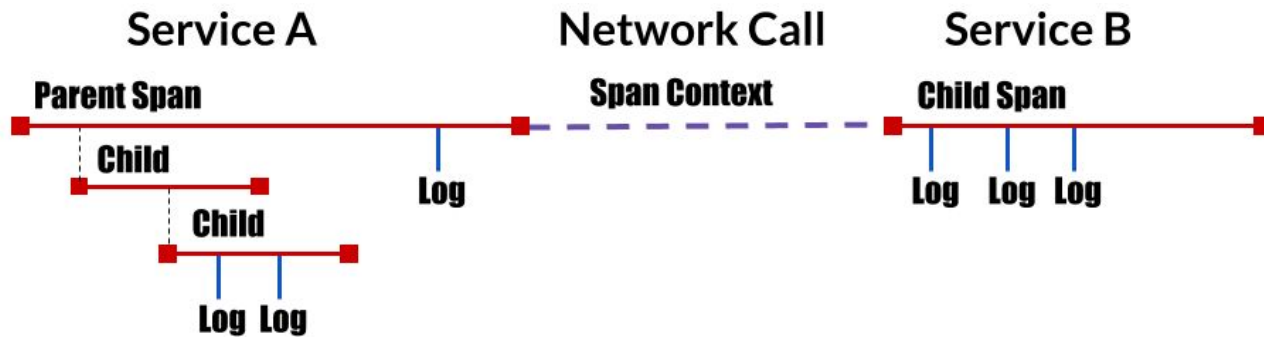 Service A
Network Call
Service B
Parent Span
Span Context
Child Span
Child
Log
Log
Log
Log
Child
Log
Log